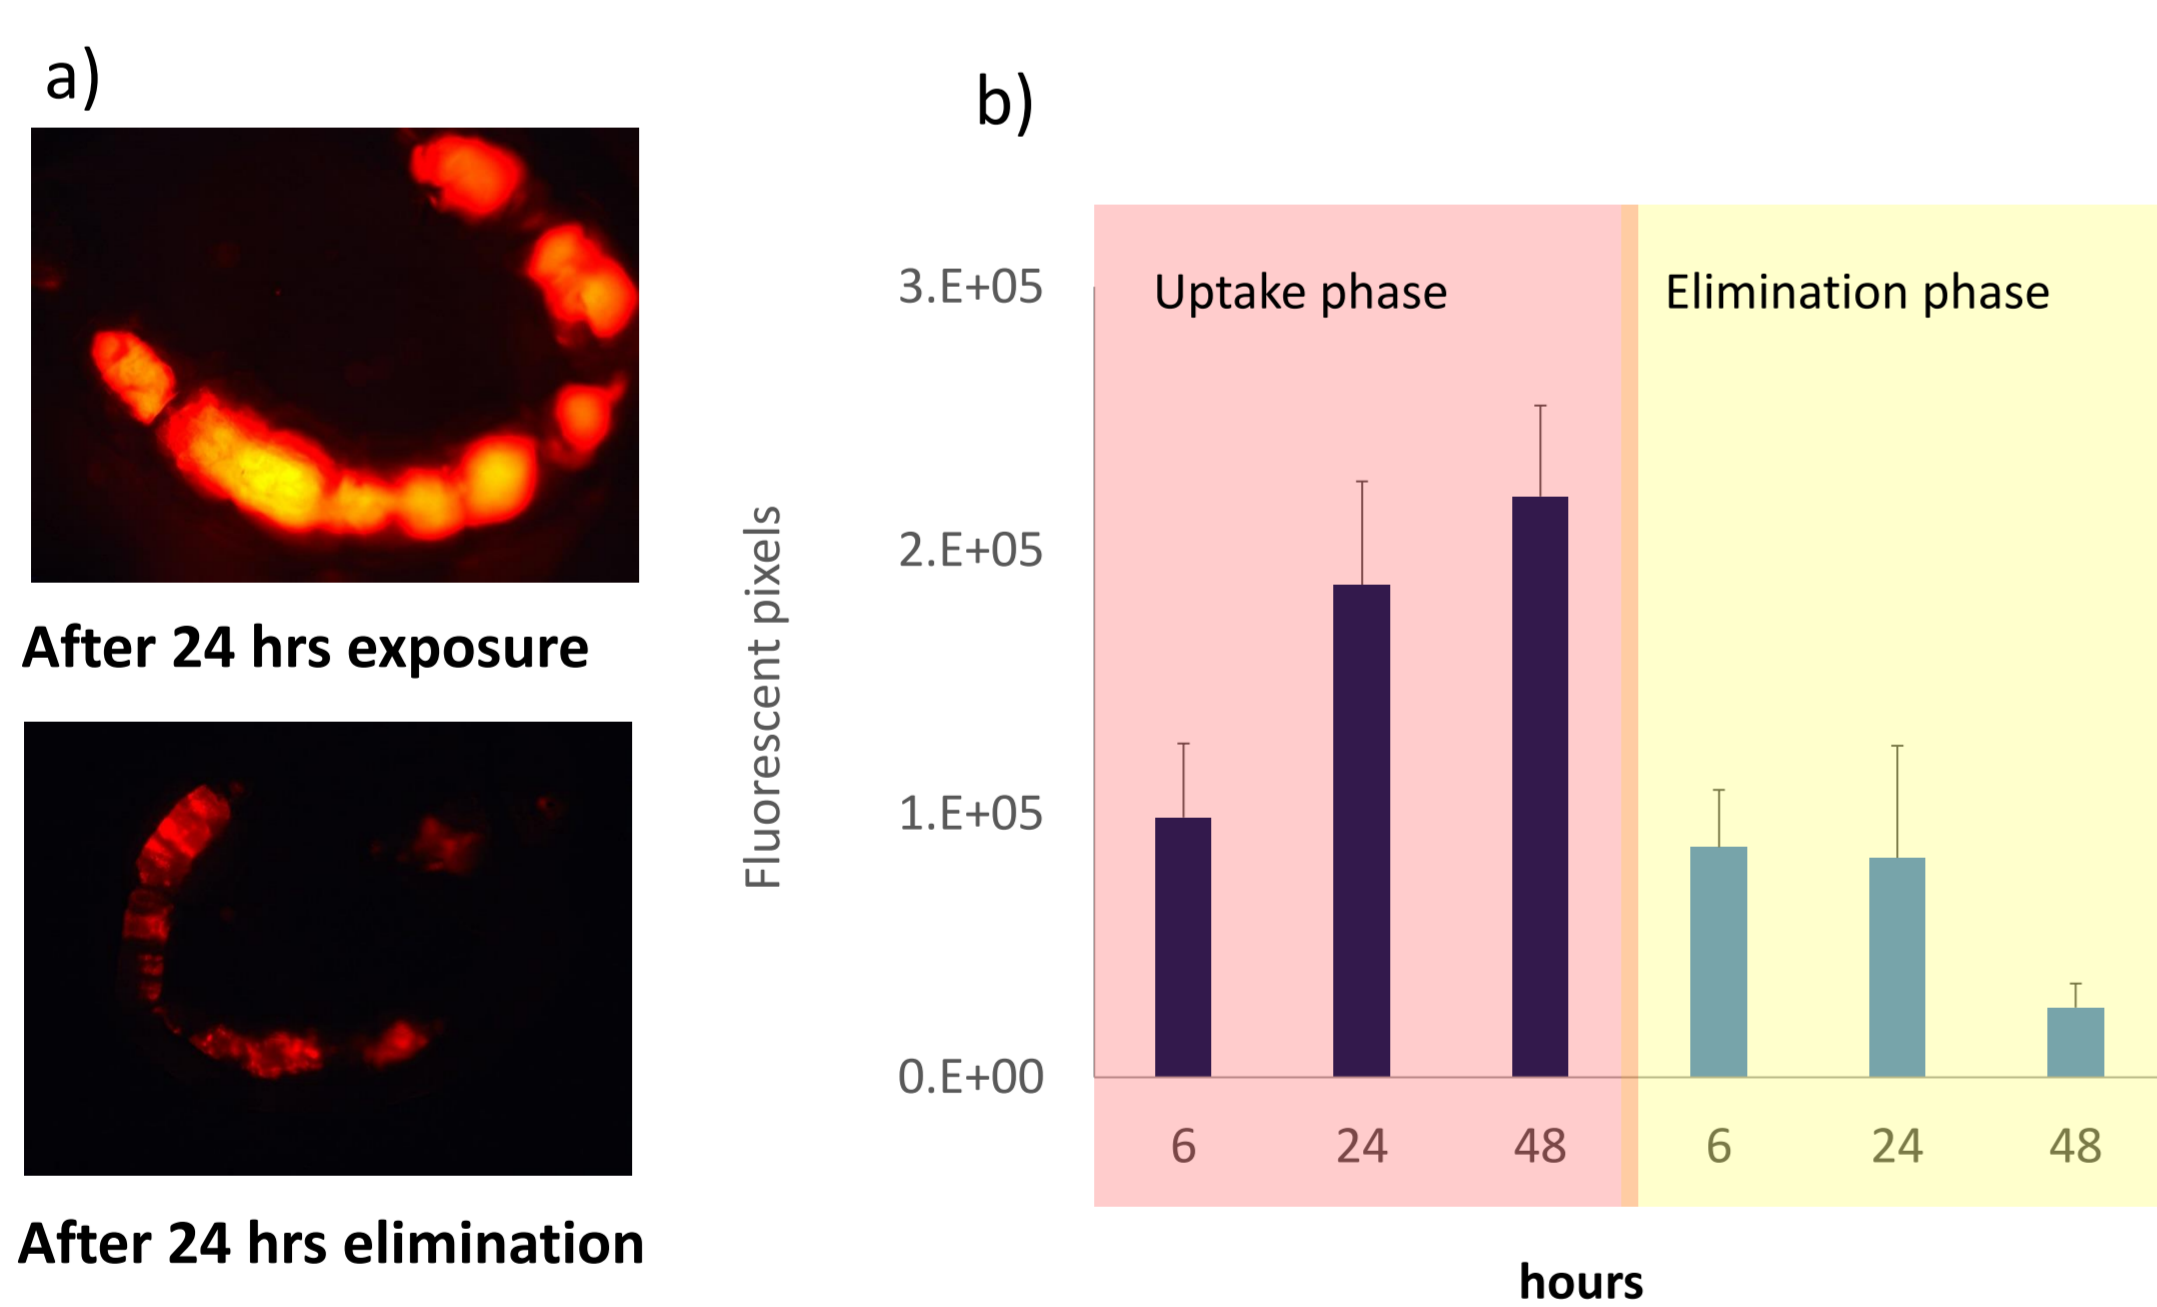 a)
After 24 hrs exposure
After 24 hrs elimination
b)
Fluorescent pixels
3.E+05
2.E+05
1.E+05
0.E+00
Uptake phase
Elimination phase
6 24 48 6 24 48
hours